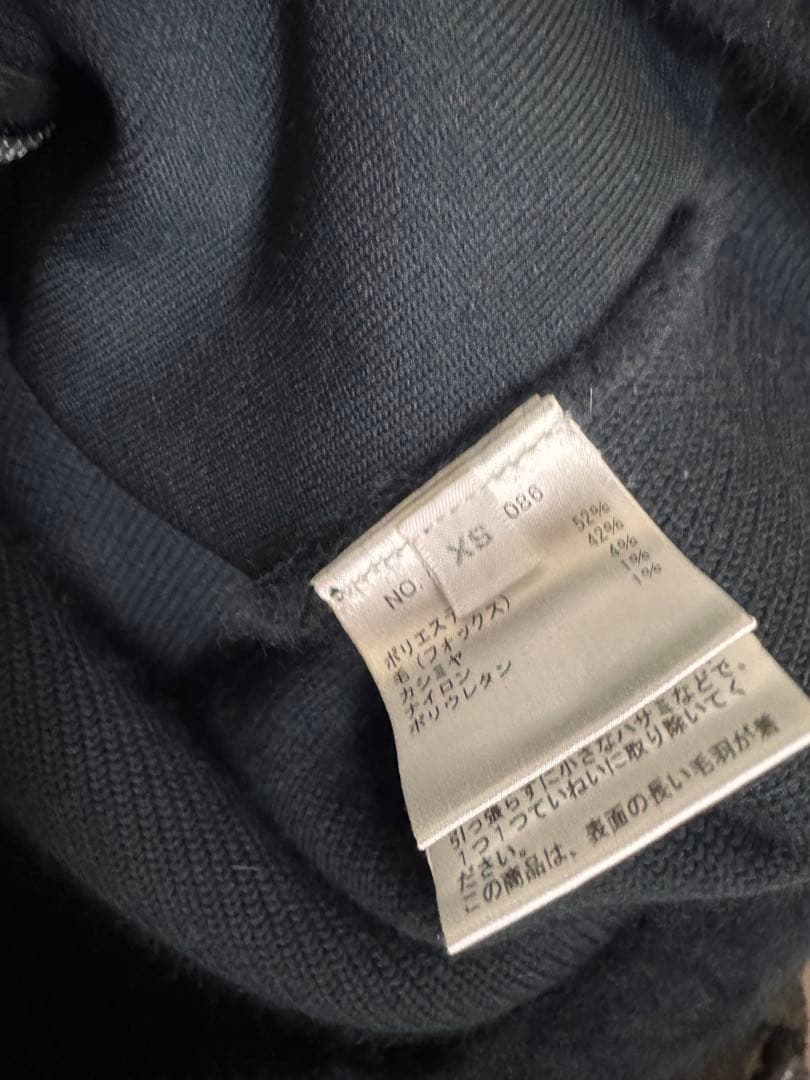 XS
NO. 086
ポリエステ 52%
毛(フォックス) 42%
カシミヤ 4%
ナイロン 1%
ポリウレタン 1%
引っ張らずに小さなハサミなどで、
1つ1つていねいに取り除いてく
ださい。
この商品は、表面の長い毛羽が着